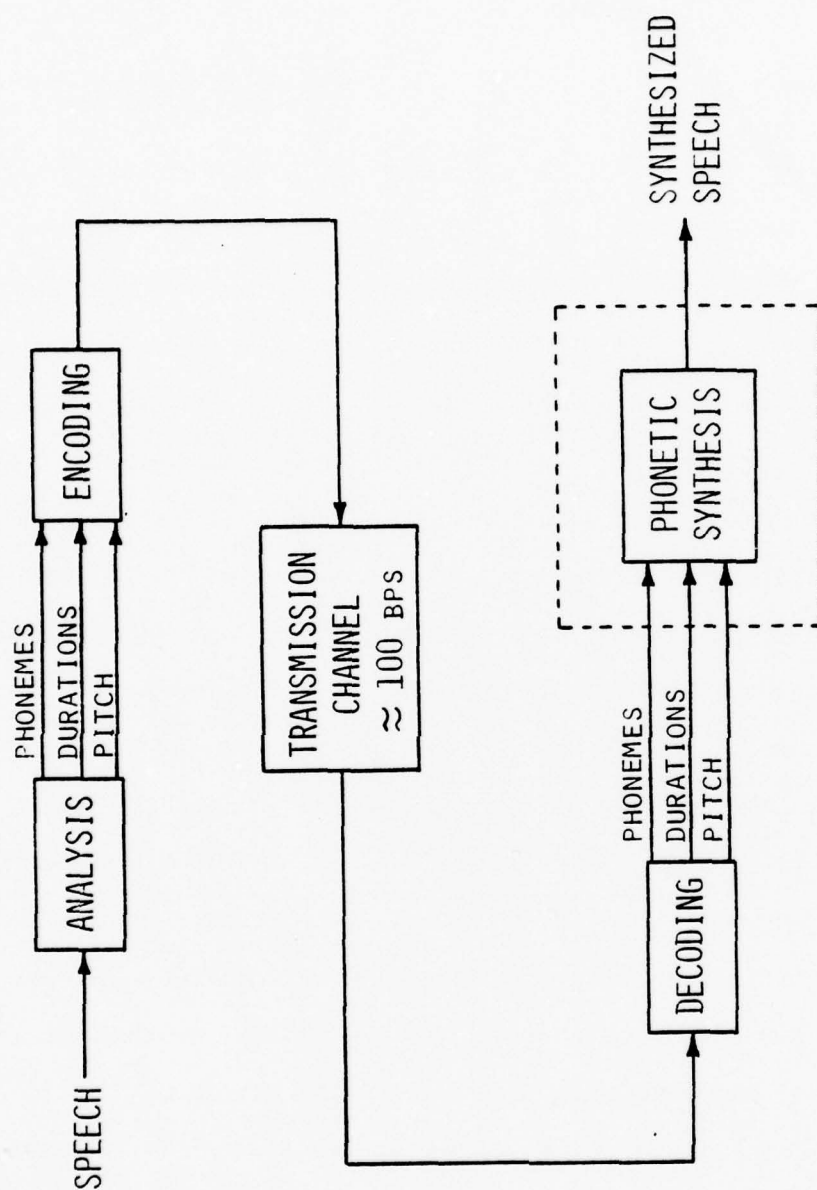 SPEECH
ANALYSIS
PHONEMES
DURATIONS
PITCH
ENCODING
TRANSMISSION
CHANNEL
≈ 100 BPS
DECODING
PHONEMES
DURATIONS
PITCH
PHONETIC
SYNTHESIS
SYNTHESIZED
SPEECH